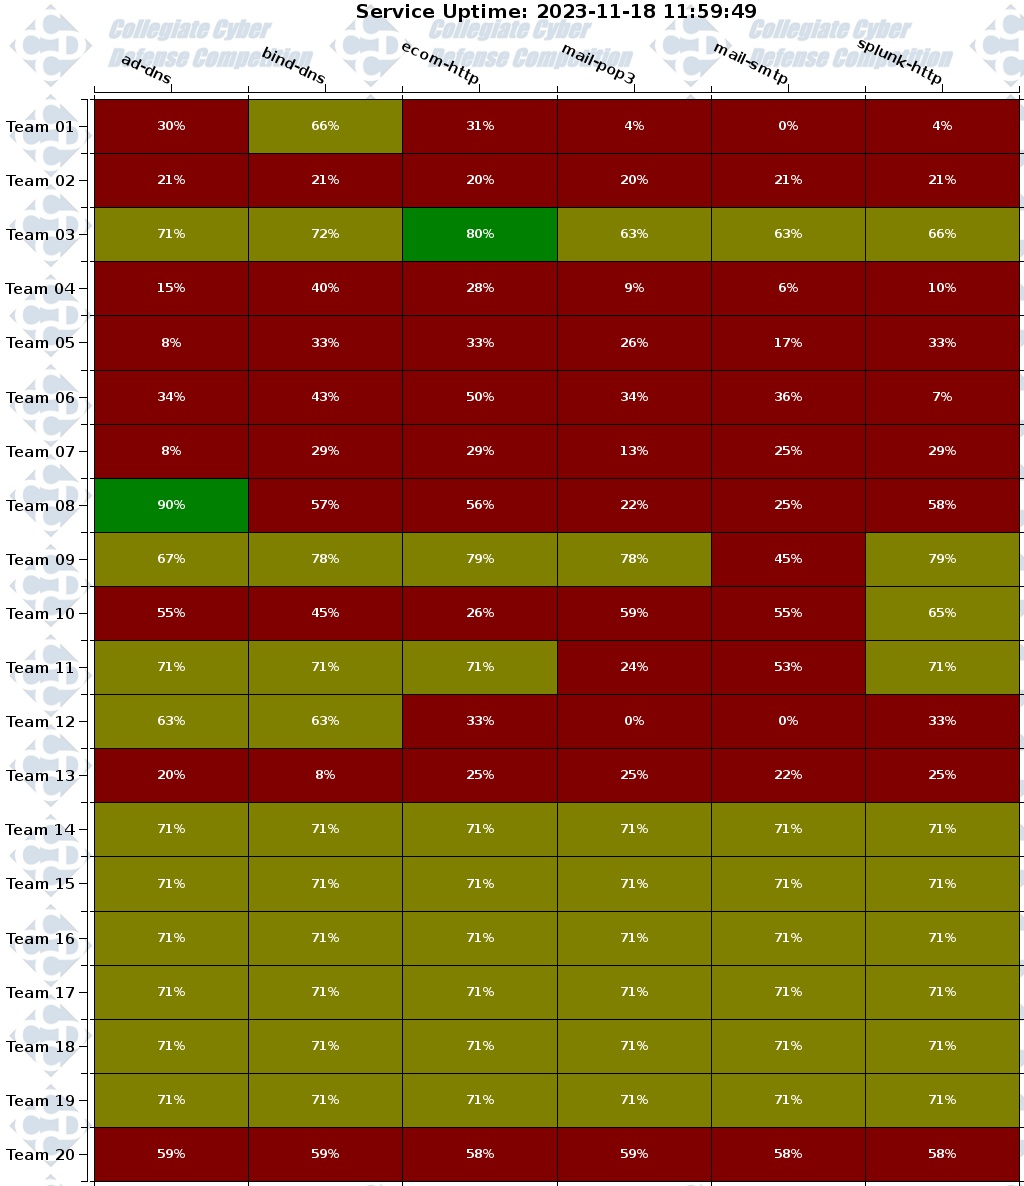 Service Uptime: 2023-11-18 11:59:49
Collegiate Cyber Collegiate Cyber Collegiate Cyber
Defense Competition Defense Competition Defense Competition
ad-dns bind-dns ecom-http mail-pop3 mail-smtp splunk-http
Team 01 30% 66% 31% 4% 0% 4%
Team 02 21% 21% 20% 20% 21% 21%
Team 03 71% 72% 80% 63% 63% 66%
Team 04 15% 40% 28% 9% 6% 10%
Team 05 8% 33% 33% 26% 17% 33%
Team 06 34% 43% 50% 34% 36% 7%
Team 07 8% 29% 29% 13% 25% 29%
Team 08 90% 57% 56% 22% 25% 58%
Team 09 67% 78% 79% 78% 45% 79%
Team 10 55% 45% 26% 59% 55% 65%
Team 11 71% 71% 71% 24% 53% 71%
Team 12 63% 63% 33% 0% 0% 33%
Team 13 20% 8% 25% 25% 22% 25%
Team 14 71% 71% 71% 71% 71% 71%
Team 15 71% 71% 71% 71% 71% 71%
Team 16 71% 71% 71% 71% 71% 71%
Team 17 71% 71% 71% 71% 71% 71%
Team 18 71% 71% 71% 71% 71% 71%
Team 19 71% 71% 71% 71% 71% 71%
Team 20 59% 59% 58% 59% 58% 58%